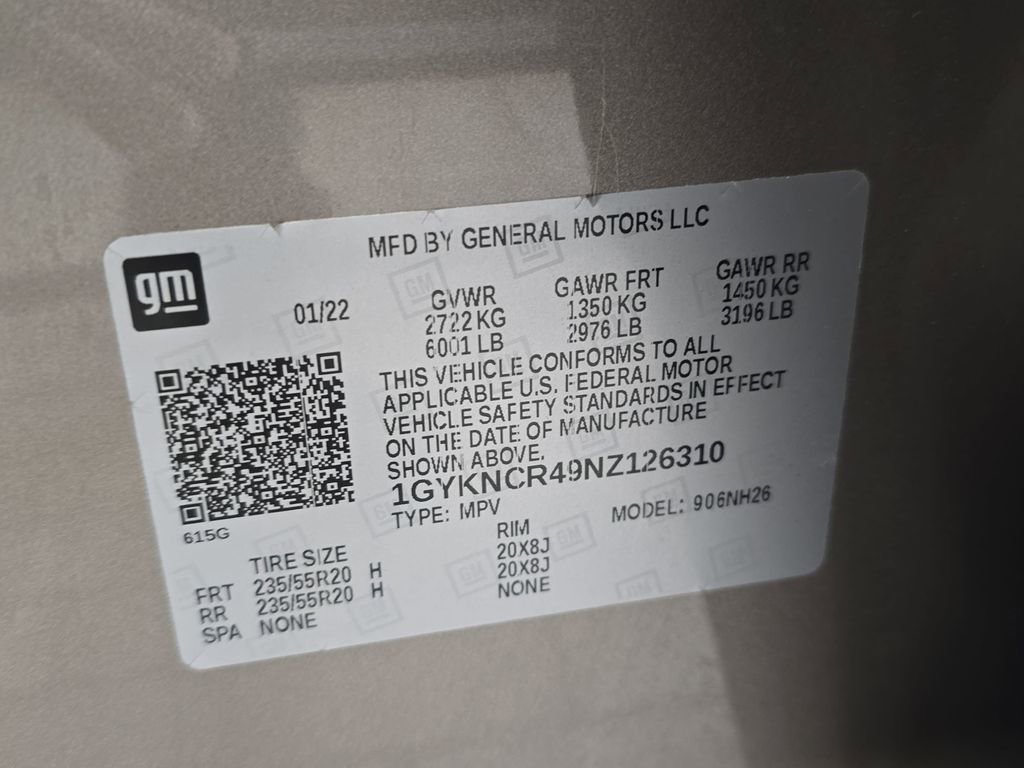 MFD BY GENERAL MOTORS LLC
gm
01/22
GVWR GAWR FRT GAWR RR
2722 KG 1350 KG 1450 KG
6001 LB 2976 LB 3196 LB
THIS VEHICLE CONFORMS TO ALL
APPLICABLE U.S. FEDERAL MOTOR
VEHICLE SAFETY STANDARDS IN EFFECT
ON THE DATE OF MANUFACTURE
SHOWN ABOVE.
1GYKNCR49NZ126310
TYPE: MPV MODEL: 906NH26
615G
TIRE SIZE RIM
FRT 235/55R20 H 20X8J
RR 235/55R20 H 20X8J
SPA NONE NONE